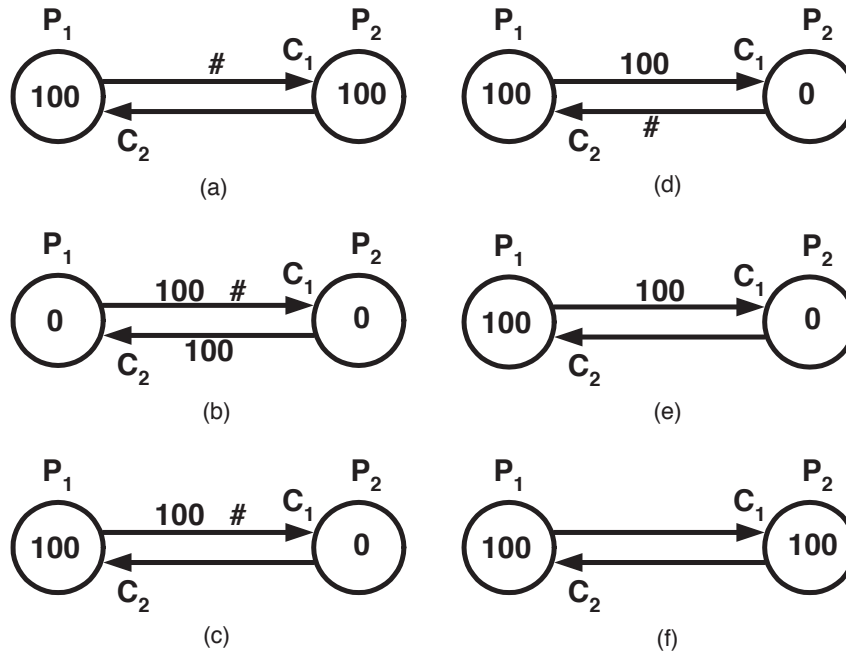 P1 P2
# C1
100 100
C2
(a)
P1 P2
100 C1
100 0
C2 #
(d)
P1 P2
100 # C1
0 0
C2 100
(b)
P1 P2
100 C1
100 0
C2
(e)
P1 P2
100 # C1
100 0
C2
(c)
P1 P2
C1
100 100
C2
(f)